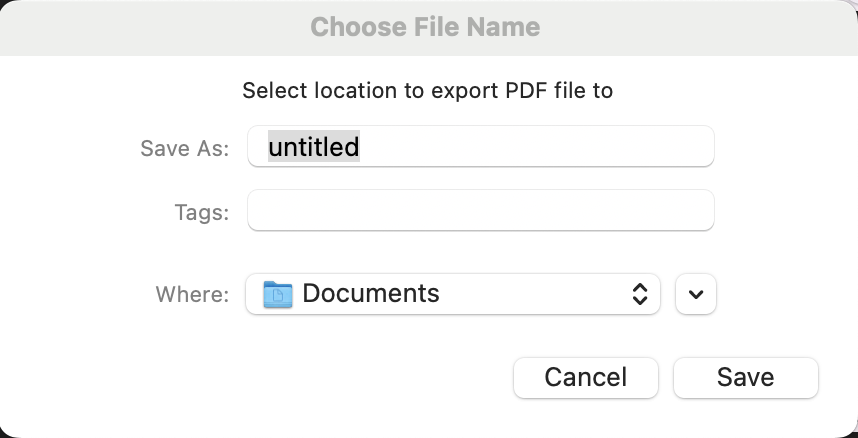 Choose File Name
Select location to export PDF file to
Save As: untitled
Tags:
Where: Documents
Cancel Save